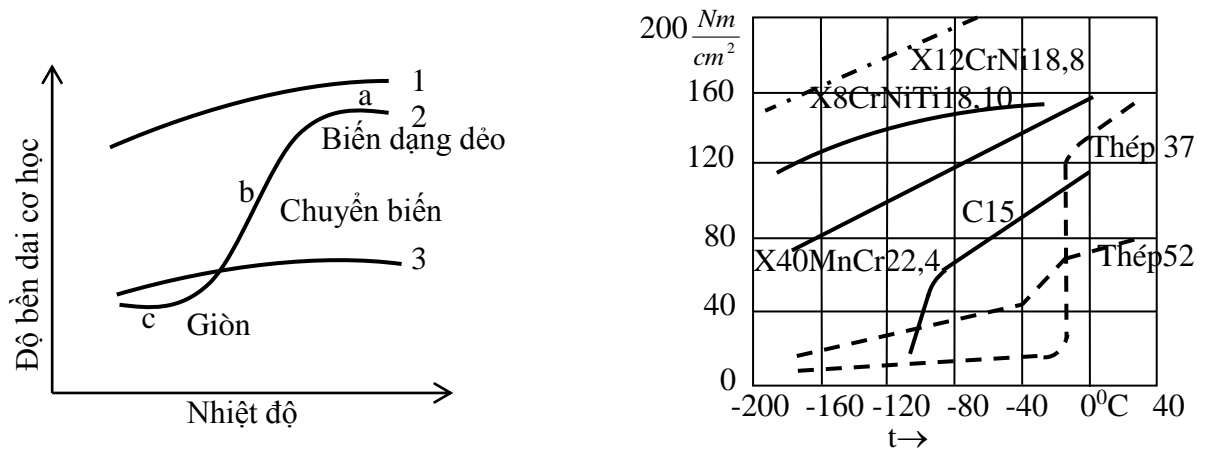 Độ bền dai cơ học
1
a
2
Biến dạng dẻo
b
Chuyển biến
3
c
Giòn
Nhiệt độ
200 Nm/cm²
X12CrNi18,8
160
X8CrNiTi18,10
120
Thép 37
C15
80
X40MnCr22,4
Thép52
40
0
-200 -160 -120 -80 -40 0⁰C 40
t→